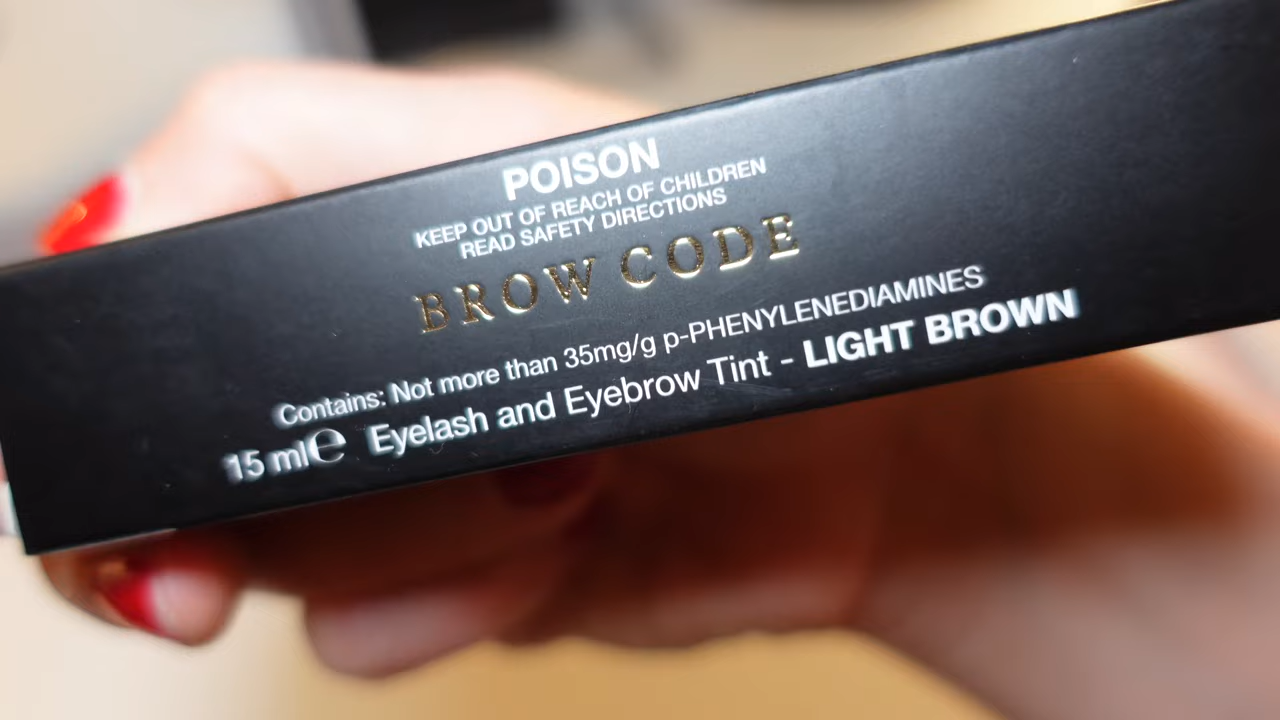 POISON
KEEP OUT OF REACH OF CHILDREN
READ SAFETY DIRECTIONS
BROW CODE
Contains: Not more than 35mg/g p-PHENYLENEDIAMINES
15 ml℮ Eyelash and Eyebrow Tint - LIGHT BROWN